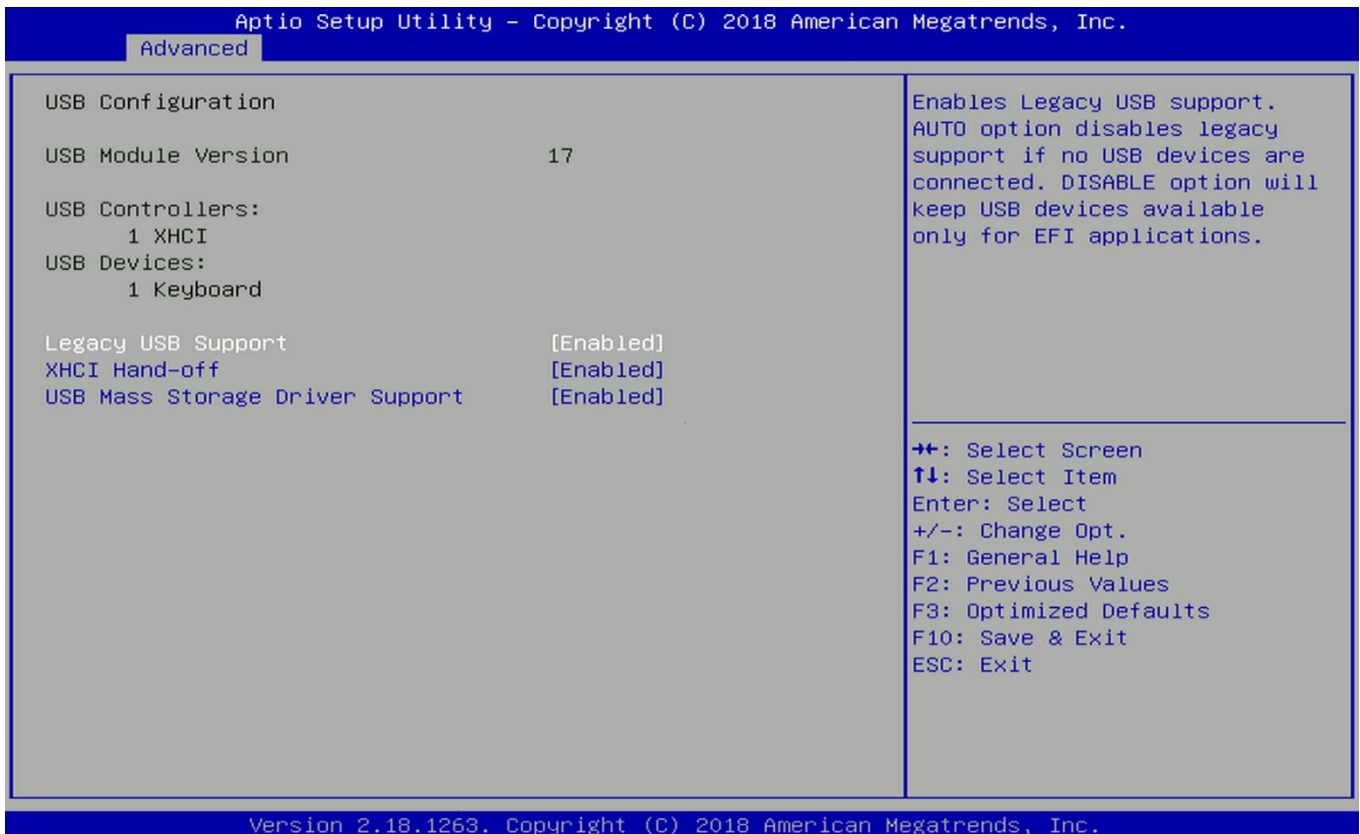 Aptio Setup Utility – Copyright (C) 2018 American Megatrends, Inc.
Advanced
USB Configuration
USB Module Version 17
USB Controllers:
1 XHCI
USB Devices:
1 Keyboard
Legacy USB Support [Enabled]
XHCI Hand-off [Enabled]
USB Mass Storage Driver Support [Enabled]
Enables Legacy USB support.
AUTO option disables legacy
support if no USB devices are
connected. DISABLE option will
keep USB devices available
only for EFI applications.
→←: Select Screen
↑↓: Select Item
Enter: Select
+/-: Change Opt.
F1: General Help
F2: Previous Values
F3: Optimized Defaults
F10: Save & Exit
ESC: Exit
Version 2.18.1263. Copyright (C) 2018 American Megatrends, Inc.